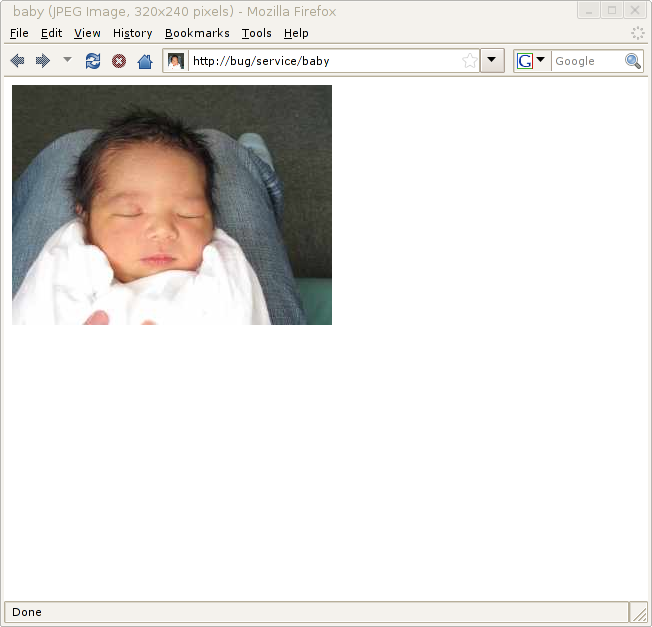 baby (JPEG Image, 320x240 pixels) - Mozilla Firefox
File Edit View History Bookmarks Tools Help
http://bug/service/baby G Google
Done